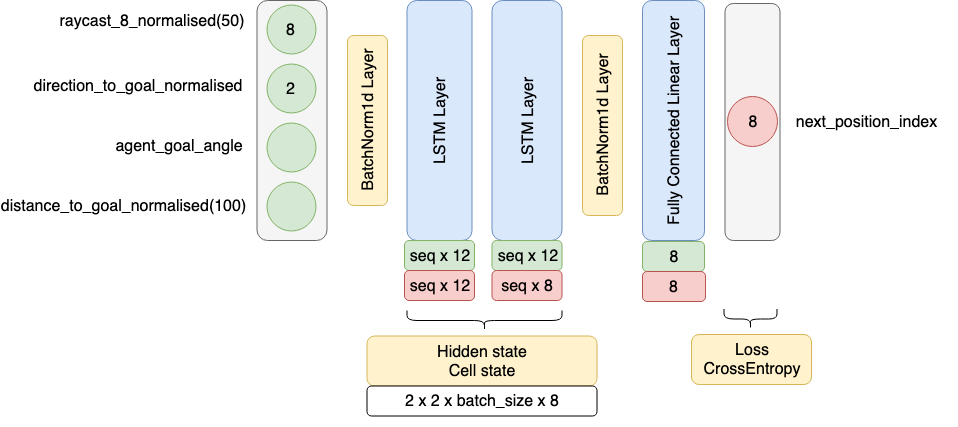 raycast_8_normalised(50)
8
direction_to_goal_normalised
2
agent_goal_angle
distance_to_goal_normalised(100)
BatchNorm1d Layer
LSTM Layer
LSTM Layer
BatchNorm1d Layer
Fully Connected Linear Layer
8
next_position_index
seq x 12
seq x 12
8
seq x 12
seq x 8
8
Hidden state
Cell state
2 x 2 x batch_size x 8
Loss
CrossEntropy